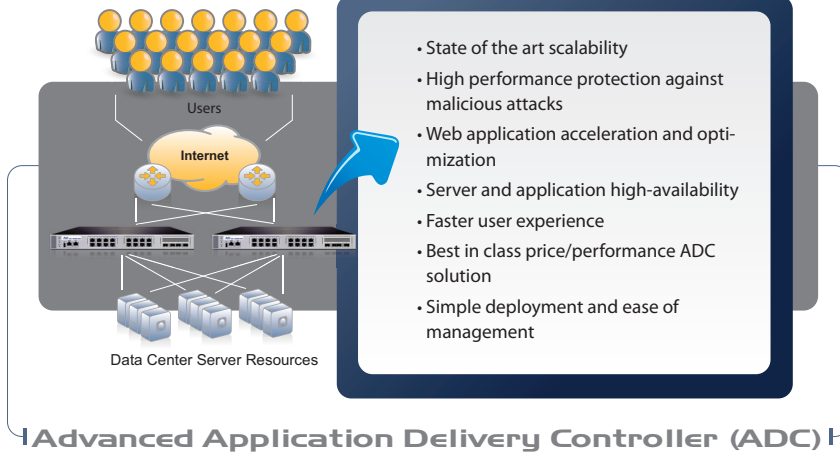 Users
Internet
Data Center Server Resources
• State of the art scalability
• High performance protection against
malicious attacks
• Web application acceleration and opti-
mization
• Server and application high-availability
• Faster user experience
• Best in class price/performance ADC
solution
• Simple deployment and ease of
management
Advanced Application Delivery Controller (ADC)